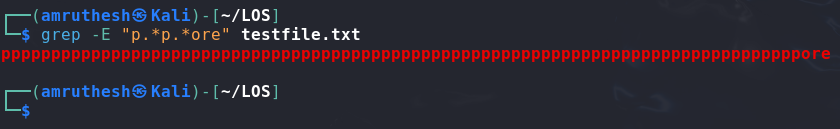 ┌──(amruthesh㉿Kali)-[~/LOS]
└─$ grep -E "p.*p.*ore" testfile.txt
ppppppppppppppppppppppppppppppppppppppppppppppppppppppppppppppppppppppppppppppppore
┌──(amruthesh㉿Kali)-[~/LOS]
└─$